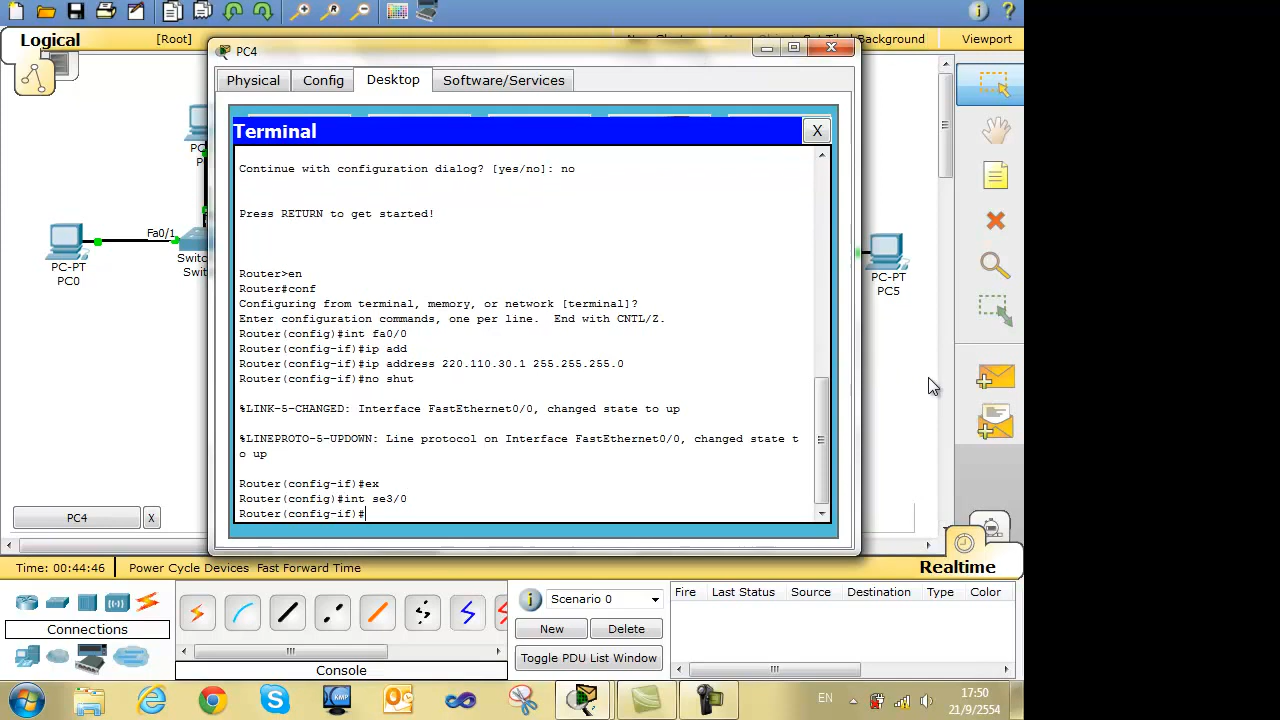 Logical
[Root]
Viewport
PC4
Physical
Config
Desktop
Software/Services
Terminal
X
Continue with configuration dialog? [yes/no]: no
Press RETURN to get started!
Router>en
Router#conf
Configuring from terminal, memory, or network [terminal]?
Enter configuration commands, one per line.  End with CNTL/Z.
Router(config)#int fa0/0
Router(config-if)#ip add
Router(config-if)#ip address 220.110.30.1 255.255.255.0
Router(config-if)#no shut
%LINK-5-CHANGED: Interface FastEthernet0/0, changed state to up
%LINEPROTO-5-UPDOWN: Line protocol on Interface FastEthernet0/0, changed state t
o up
Router(config-if)#ex
Router(config)#int se3/0
Router(config-if)#
Fa0/1
PC-PT
PC0
PC-PT
PC5
PC4
X
Time: 00:44:46
Power Cycle Devices
Fast Forward Time
Realtime
Connections
Console
Scenario 0
New
Delete
Toggle PDU List Window
Fire
Last Status
Source
Destination
Type
Color
EN
17:50
21/9/2554